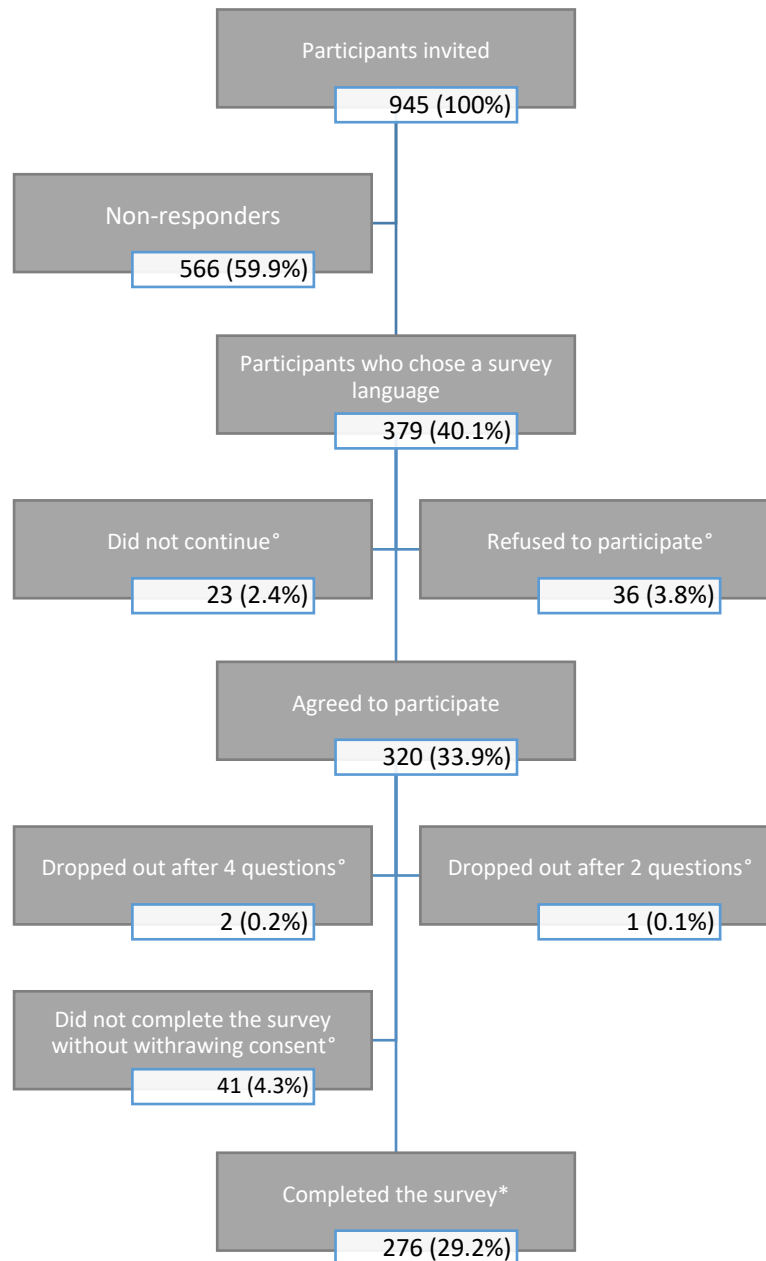 Participants invited
945 (100%)
Non-responders
566 (59.9%)
Participants who chose a survey
language
379 (40.1%)
Did not continue°
23 (2.4%)
Refused to participate°
36 (3.8%)
Agreed to participate
320 (33.9%)
Dropped out after 4 questions°
2 (0.2%)
Dropped out after 2 questions°
1 (0.1%)
Did not complete the survey
without withrawing consent°
41 (4.3%)
Completed the survey*
276 (29.2%)